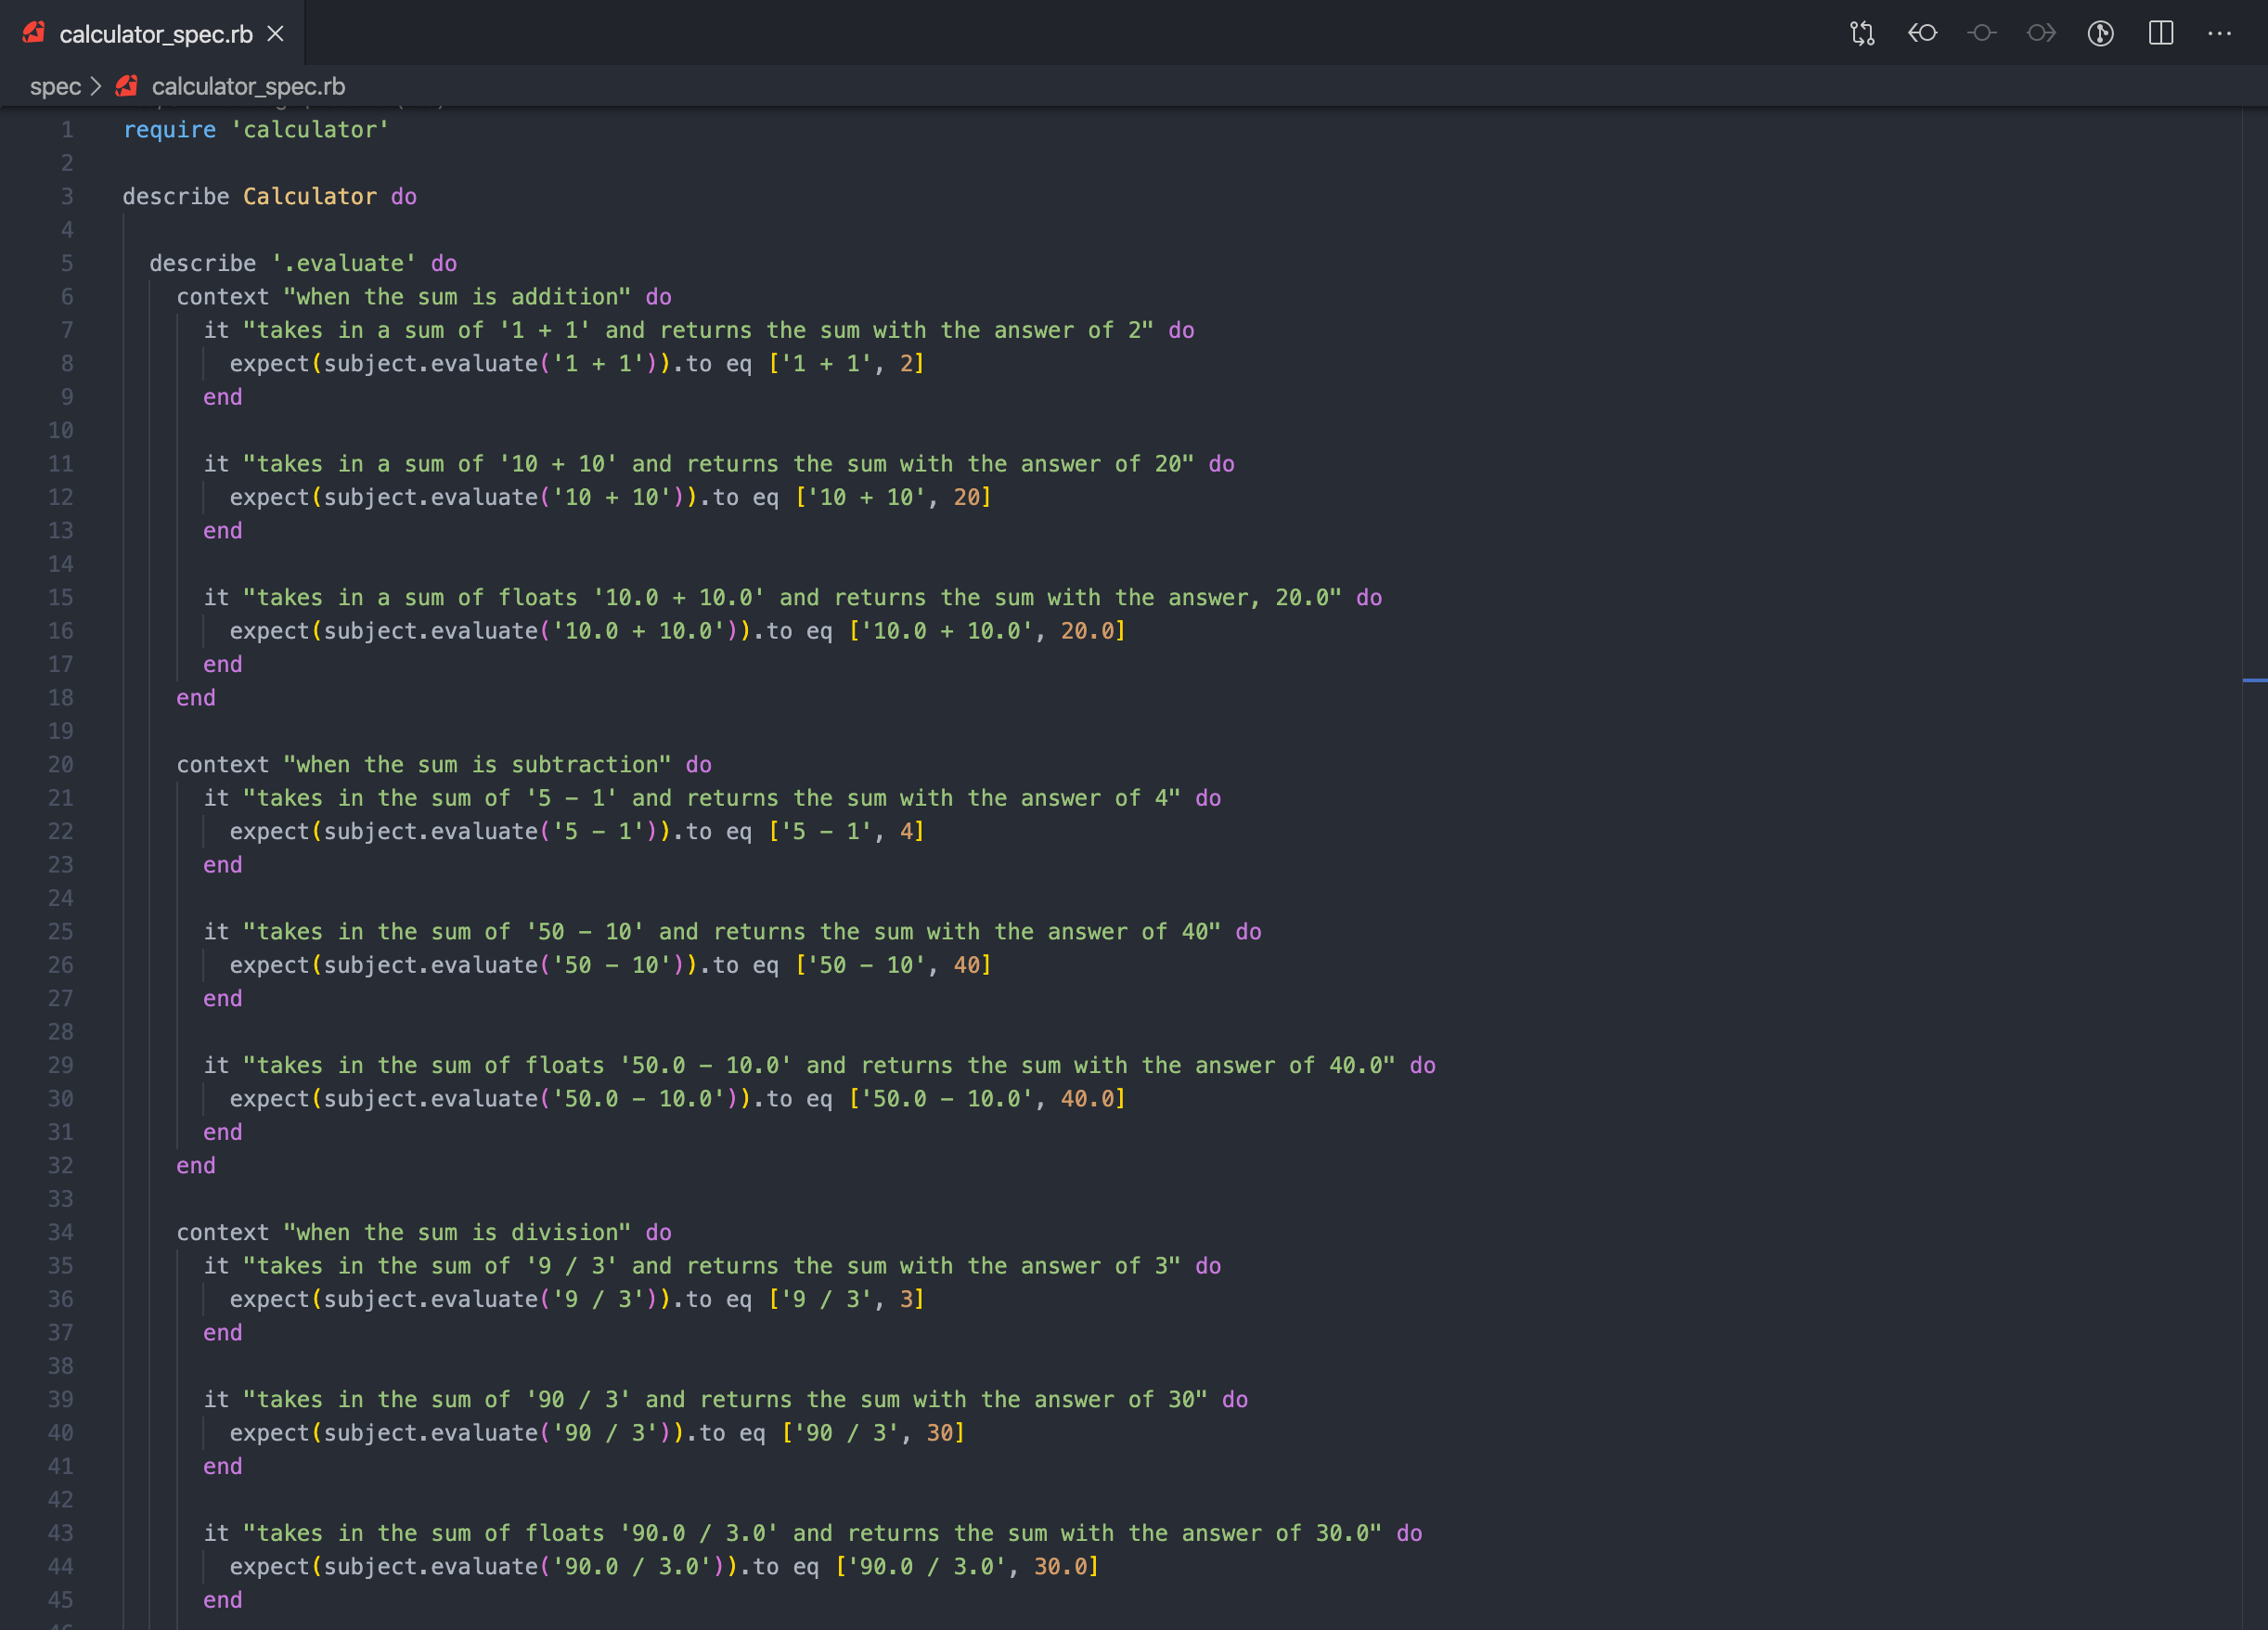 calculator_spec.rb
spec > calculator_spec.rb
1 require 'calculator'
2
3 describe Calculator do
4
5 describe '.evaluate' do
6 context "when the sum is addition" do
7 it "takes in a sum of '1 + 1' and returns the sum with the answer of 2" do
8 expect(subject.evaluate('1 + 1')).to eq ['1 + 1', 2]
9 end
10
11 it "takes in a sum of '10 + 10' and returns the sum with the answer of 20" do
12 expect(subject.evaluate('10 + 10')).to eq ['10 + 10', 20]
13 end
14
15 it "takes in a sum of floats '10.0 + 10.0' and returns the sum with the answer, 20.0" do
16 expect(subject.evaluate('10.0 + 10.0')).to eq ['10.0 + 10.0', 20.0]
17 end
18 end
19
20 context "when the sum is subtraction" do
21 it "takes in the sum of '5 - 1' and returns the sum with the answer of 4" do
22 expect(subject.evaluate('5 - 1')).to eq ['5 - 1', 4]
23 end
24
25 it "takes in the sum of '50 - 10' and returns the sum with the answer of 40" do
26 expect(subject.evaluate('50 - 10')).to eq ['50 - 10', 40]
27 end
28
29 it "takes in the sum of floats '50.0 - 10.0' and returns the sum with the answer of 40.0" do
30 expect(subject.evaluate('50.0 - 10.0')).to eq ['50.0 - 10.0', 40.0]
31 end
32 end
33
34 context "when the sum is division" do
35 it "takes in the sum of '9 / 3' and returns the sum with the answer of 3" do
36 expect(subject.evaluate('9 / 3')).to eq ['9 / 3', 3]
37 end
38
39 it "takes in the sum of '90 / 3' and returns the sum with the answer of 30" do
40 expect(subject.evaluate('90 / 3')).to eq ['90 / 3', 30]
41 end
42
43 it "takes in the sum of floats '90.0 / 3.0' and returns the sum with the answer of 30.0" do
44 expect(subject.evaluate('90.0 / 3.0')).to eq ['90.0 / 3.0', 30.0]
45 end